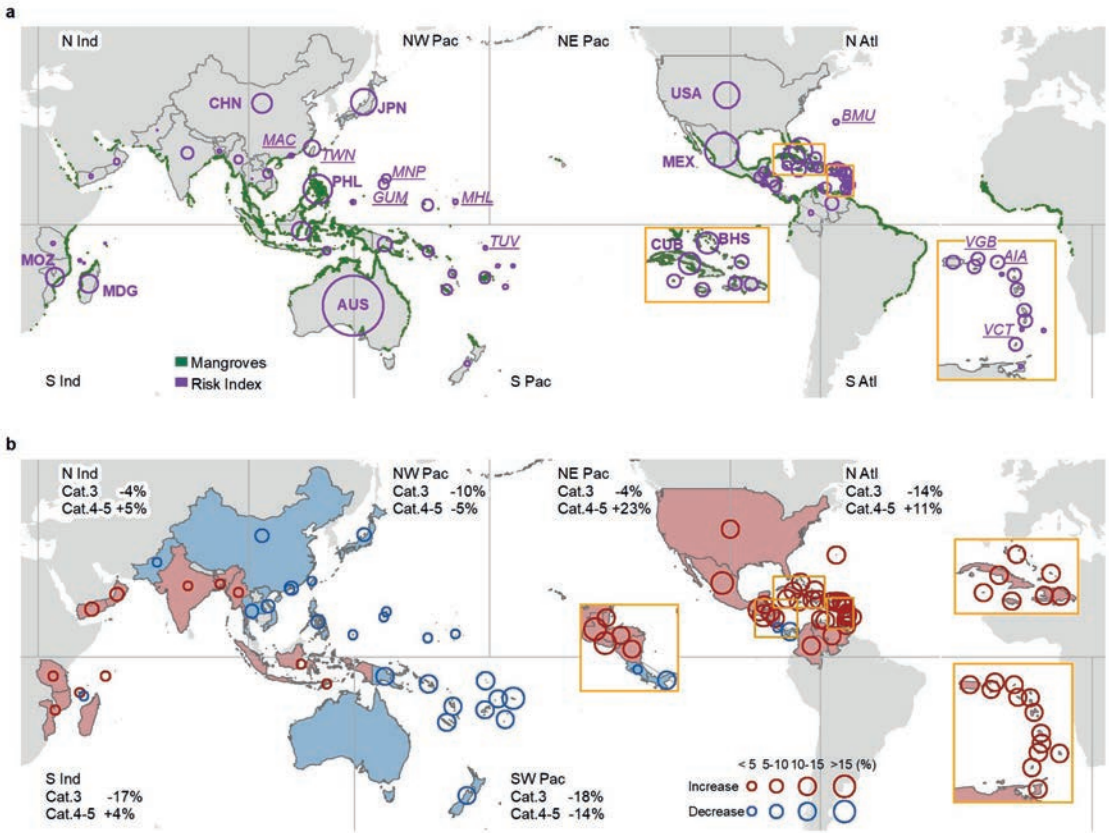 a
N Ind
NW Pac
NE Pac
N Atl
CHN
JPN
USA
BMU
MAC
TWN
MEX
MNP
PHL
GUM
MHL
TUV
CUB
BHS
VGB
AIA
MOZ
MDG
AUS
VCT
Mangroves
Risk Index
S Ind
S Pac
S Atl
b
N Ind
Cat.3 -4%
Cat.4-5 +5%
NW Pac
Cat.3 -10%
Cat.4-5 -5%
NE Pac
Cat.3 -4%
Cat.4-5 +23%
N Atl
Cat.3 -14%
Cat.4-5 +11%
S Ind
Cat.3 -17%
Cat.4-5 +4%
SW Pac
Cat.3 -18%
Cat.4-5 -14%
< 5 5-10 10-15 >15 (%)
Increase
Decrease